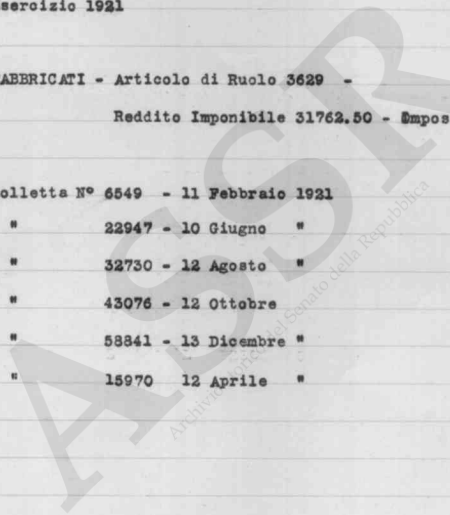 sercizio 1921
ABBRICATI - Articolo di Ruolo 3629 -
Reddito Imponibile 31762.50 - Impos
olletta Nº 6549 - 11 Febbraio 1921
" 22947 - 10 Giugno "
" 32730 - 12 Agosto "
" 43076 - 12 Ottobre
" 58841 - 13 Dicembre "
" 15970 12 Aprile "
ASSR
Archivio storico del Senato della Repubblica